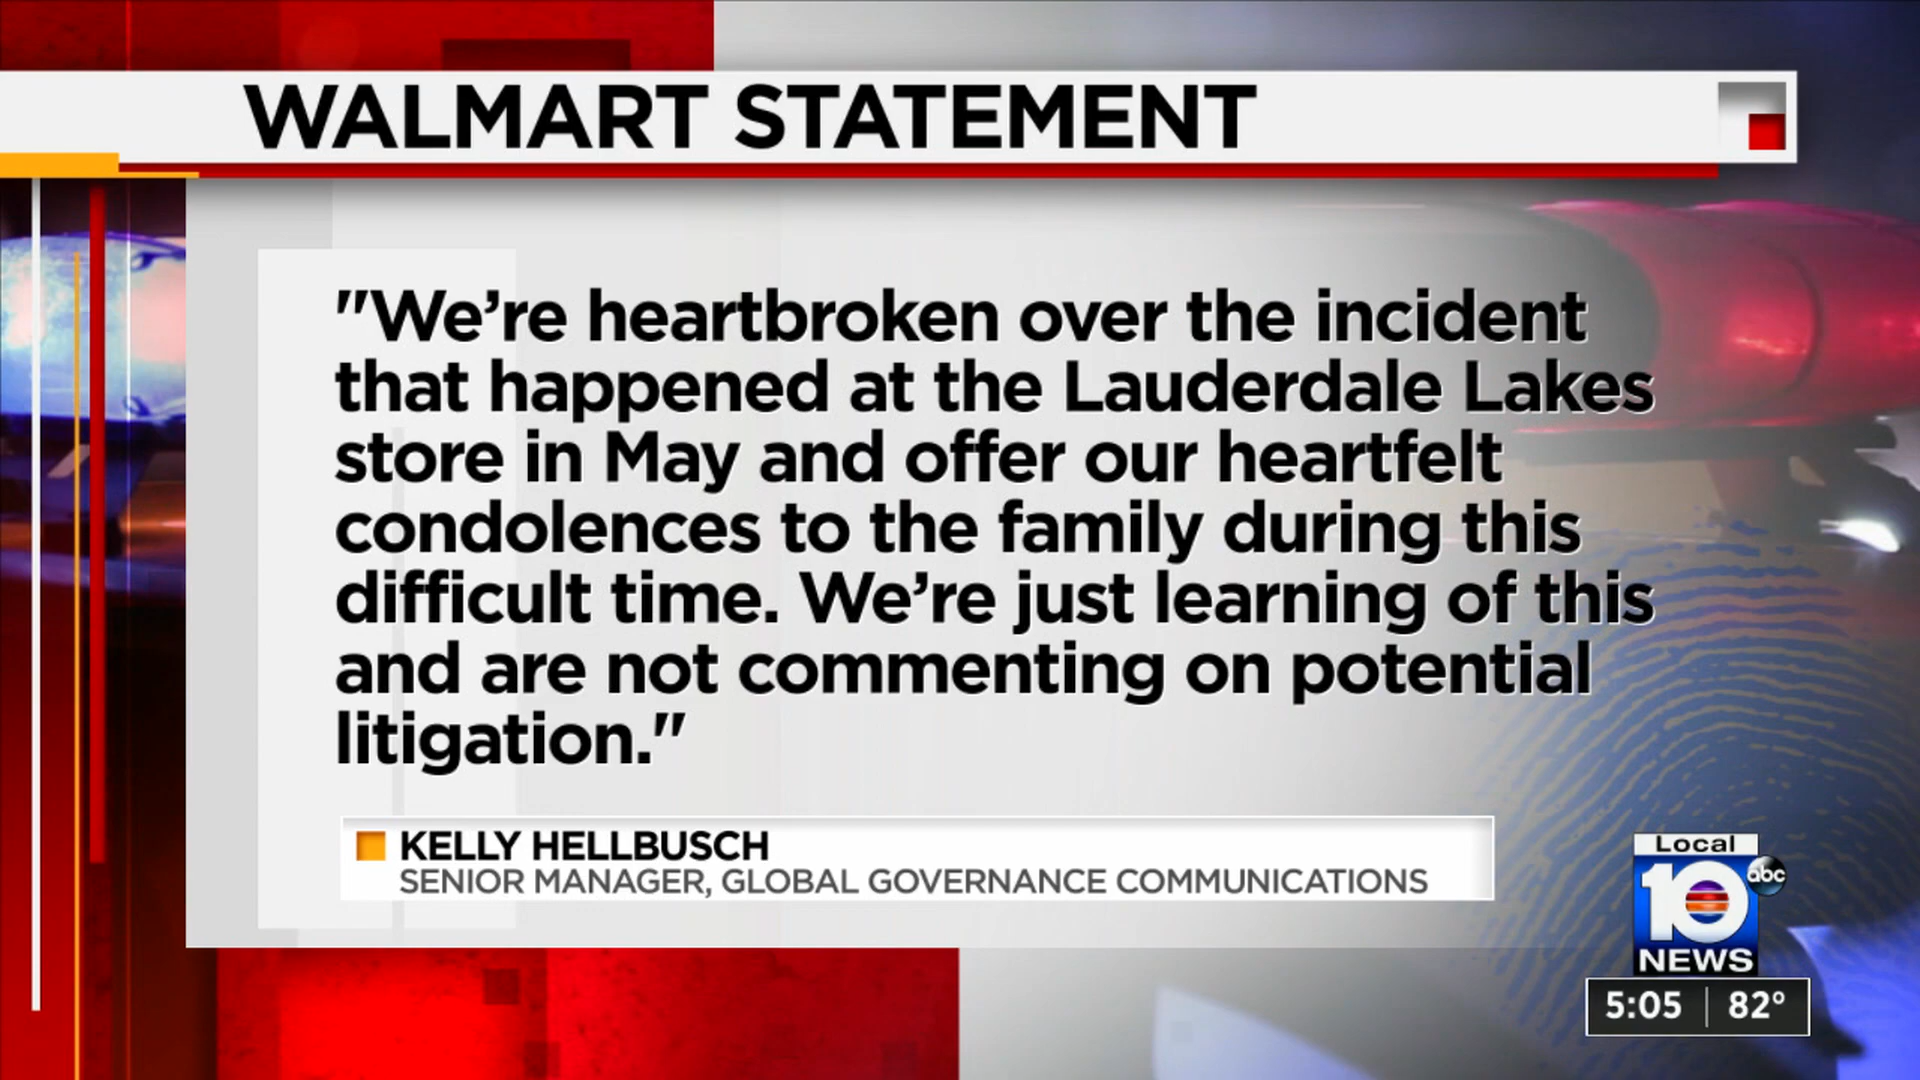 WALMART STATEMENT
"We’re heartbroken over the incident
that happened at the Lauderdale Lakes
store in May and offer our heartfelt
condolences to the family during this
difficult time. We’re just learning of this
and are not commenting on potential
litigation."
KELLY HELLBUSCH
SENIOR MANAGER, GLOBAL GOVERNANCE COMMUNICATIONS
Local
10 abc
NEWS
5:05 82°